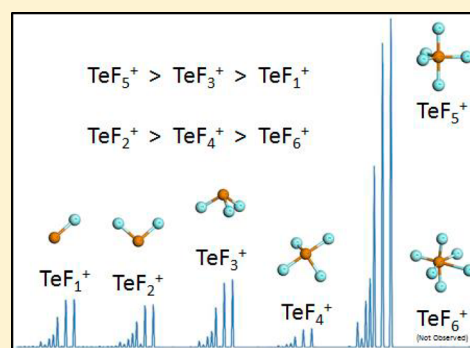 TeF₅⁺ > TeF₃⁺ > TeF₁⁺
TeF₂⁺ > TeF₄⁺ > TeF₆⁺
TeF₅⁺
TeF₁⁺
TeF₂⁺
TeF₃⁺
TeF₄⁺
TeF₆⁺
(Not Observed)